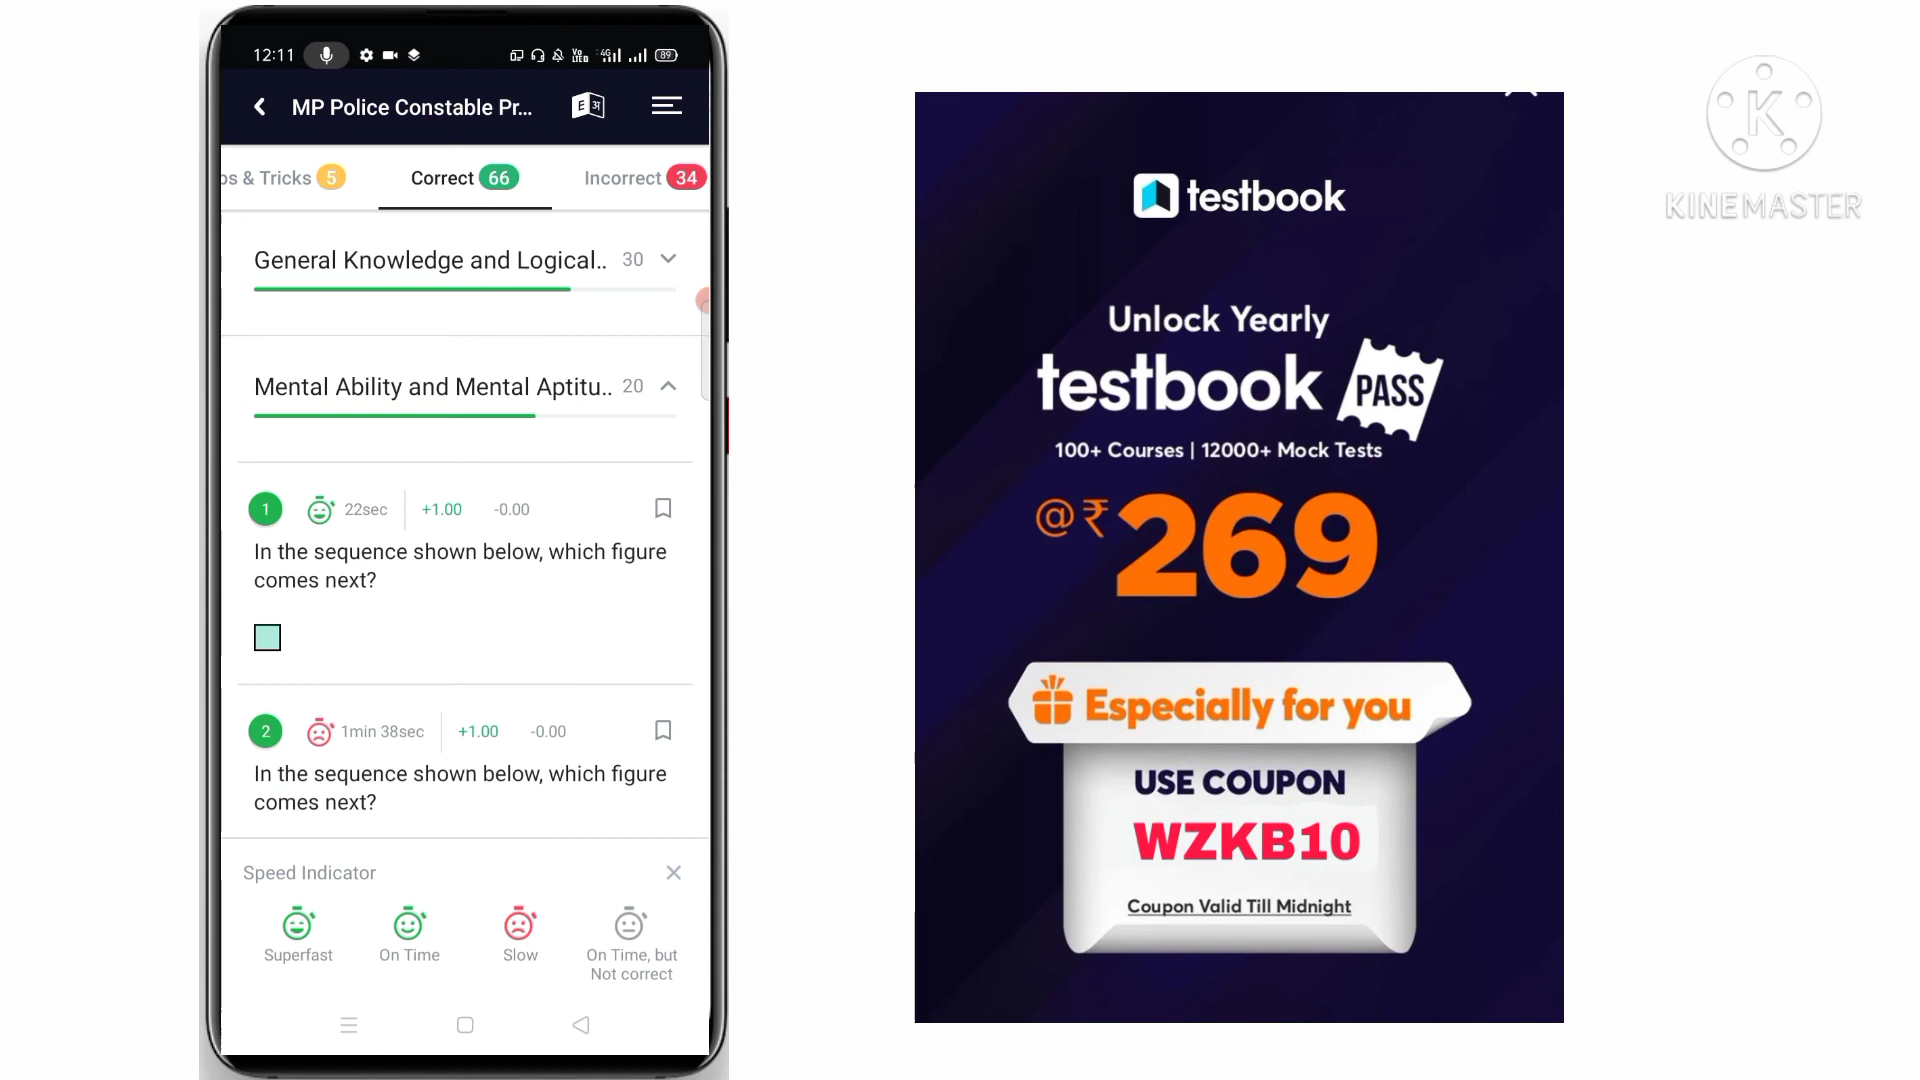 12:11
Vo
LTED
4G
89
MP Police Constable Pr...
E अ
ps & Tricks 5
Correct 66
Incorrect 34
General Knowledge and Logical.. 30
Mental Ability and Mental Aptitu.. 20
1 22sec +1.00 -0.00
In the sequence shown below, which figure
comes next?
2 1min 38sec +1.00 -0.00
In the sequence shown below, which figure
comes next?
Speed Indicator
Superfast
On Time
Slow
On Time, but
Not correct
testbook
Unlock Yearly
testbook PASS
100+ Courses | 12000+ Mock Tests
@ ₹ 269
Especially for you
USE COUPON
WZKB10
Coupon Valid Till Midnight
K
KINEMASTER